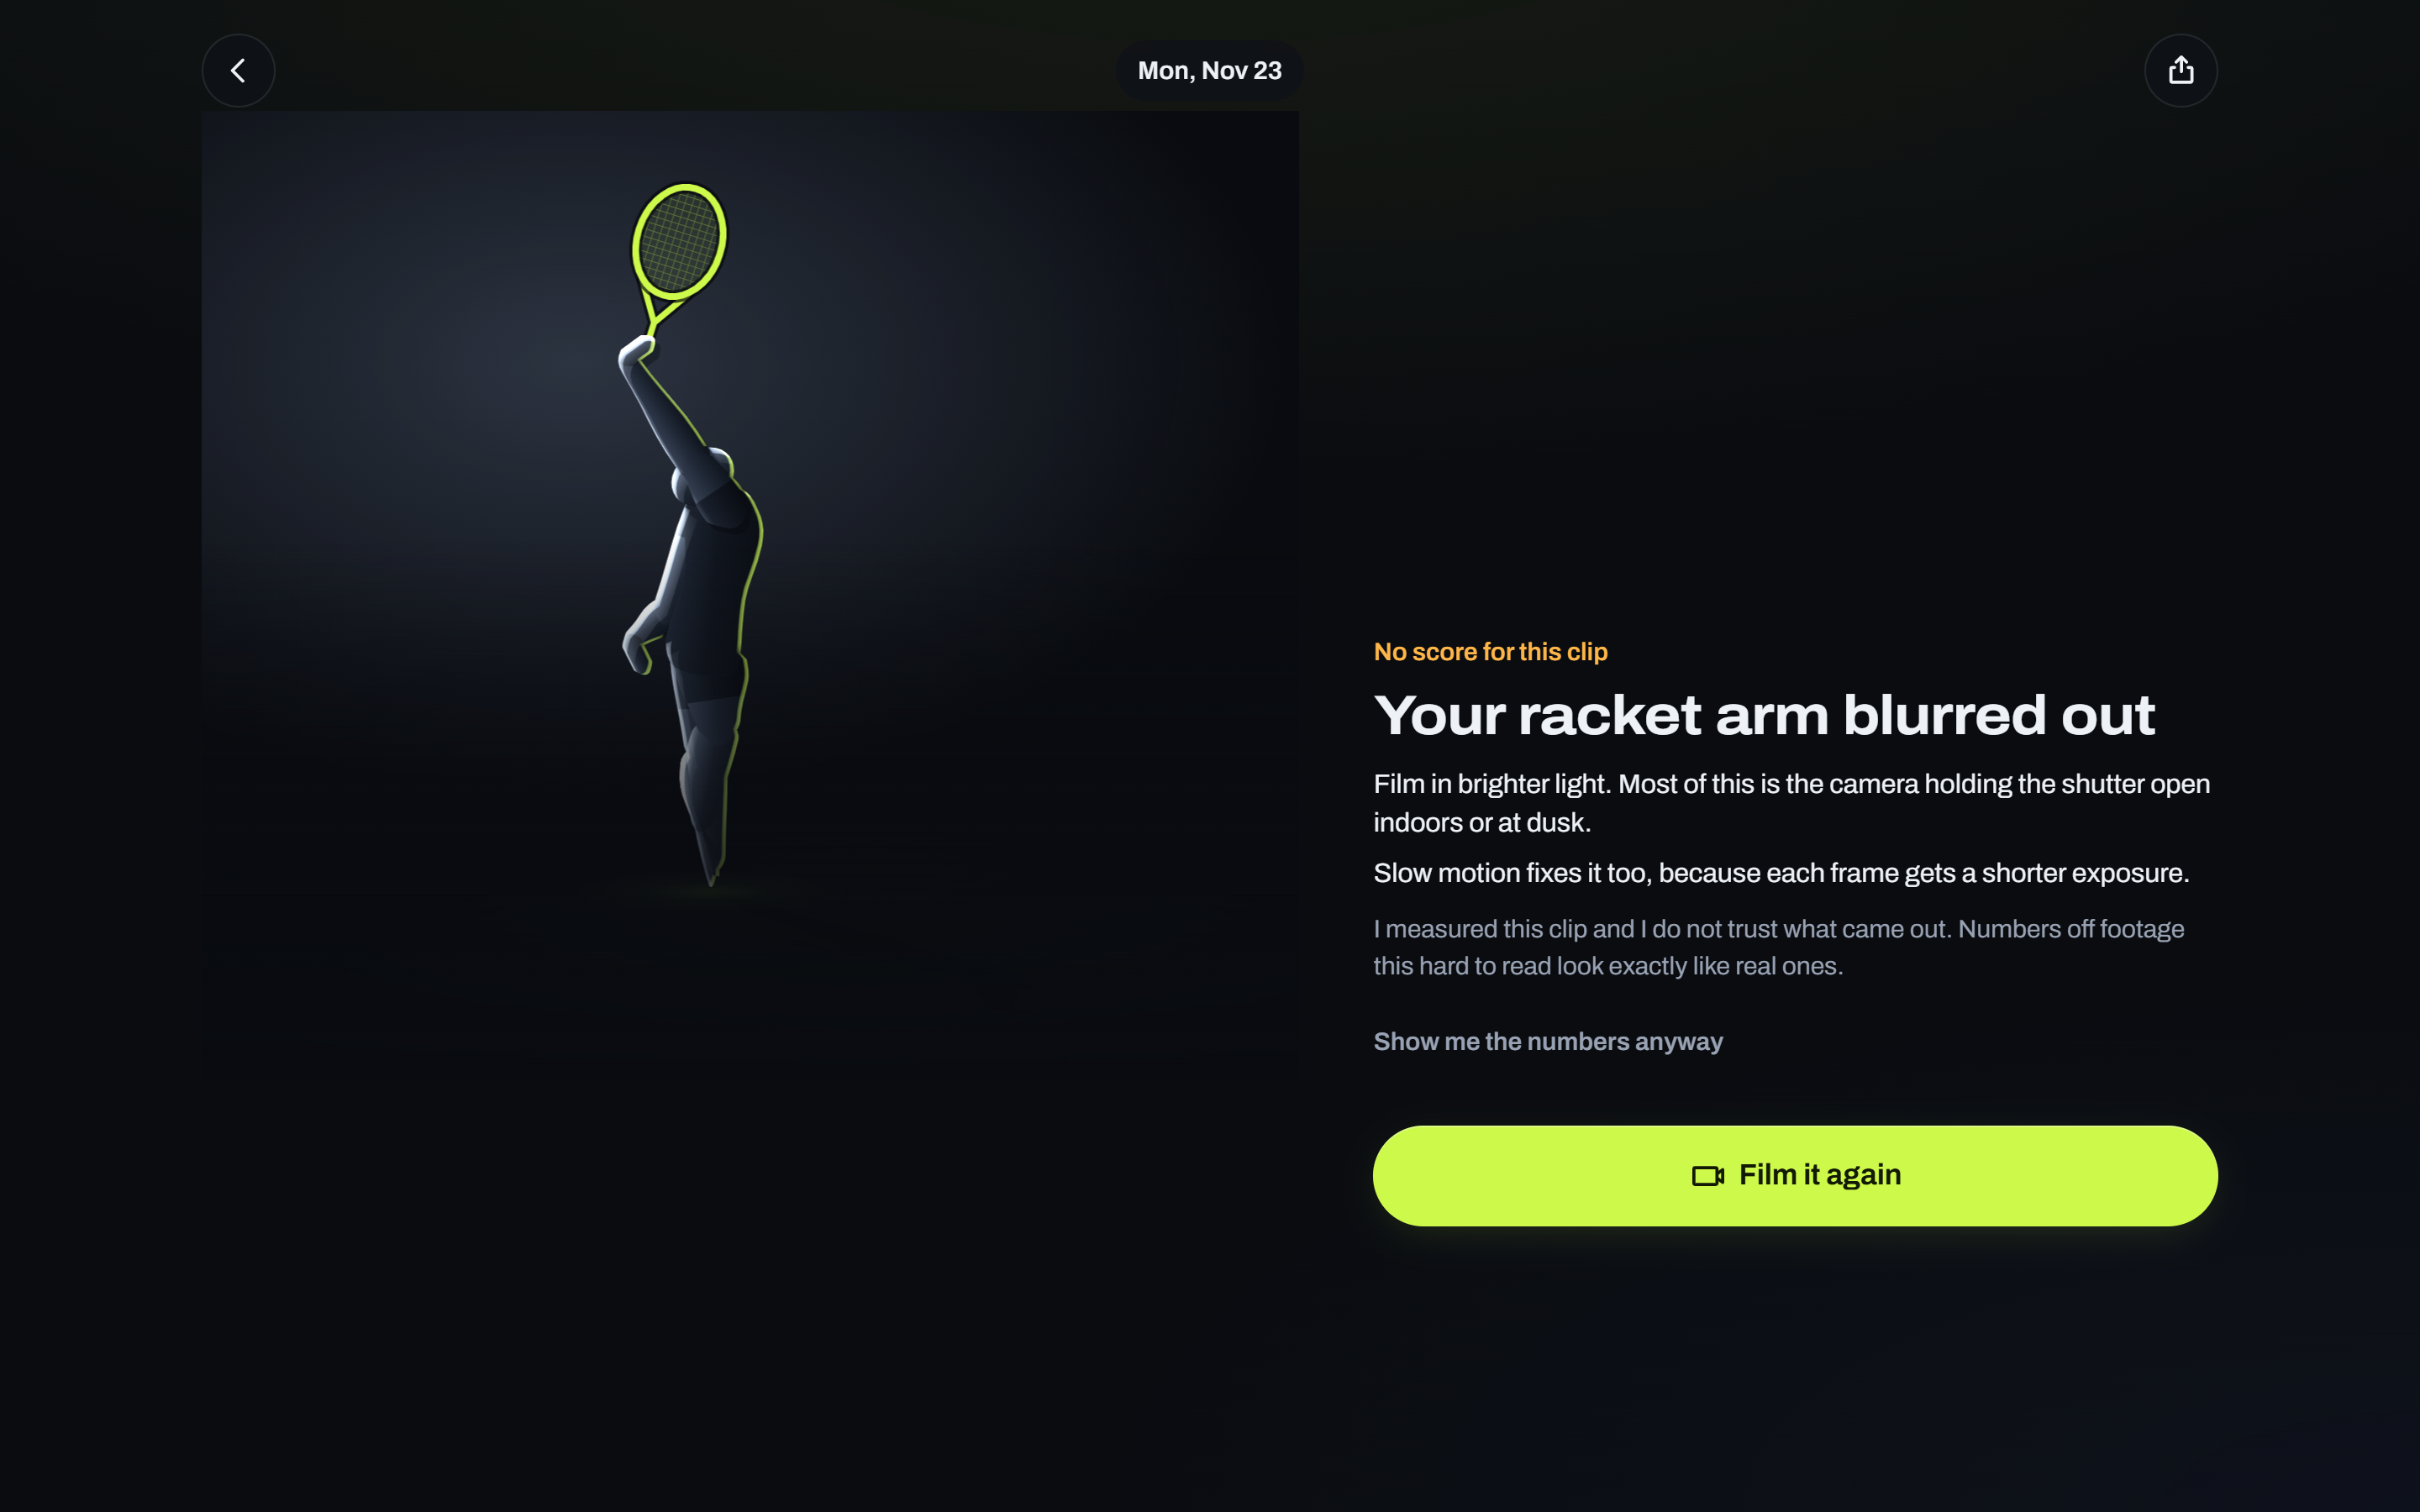 Mon, Nov 23
No score for this clip
Your racket arm blurred out
Film in brighter light. Most of this is the camera holding the shutter open
indoors or at dusk.
Slow motion fixes it too, because each frame gets a shorter exposure.
I measured this clip and I do not trust what came out. Numbers off footage
this hard to read look exactly like real ones.
Show me the numbers anyway
Film it again